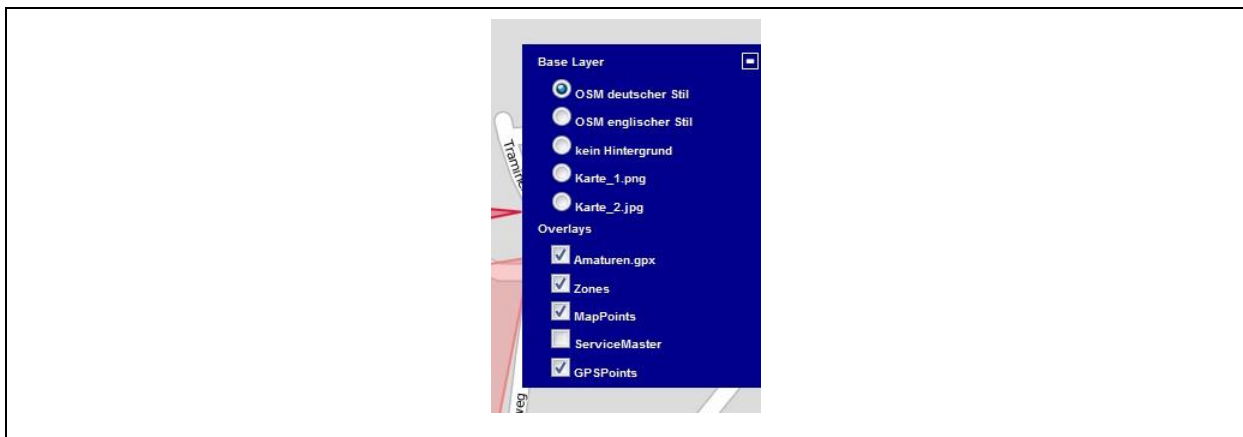 Base Layer
OSM deutscher Stil
OSM englischer Stil
kein Hintergrund
Karte_1.png
Karte_2.jpg
Overlays
Amaturen.gpx
Zones
MapPoints
ServiceMaster
GPSPoints
weg